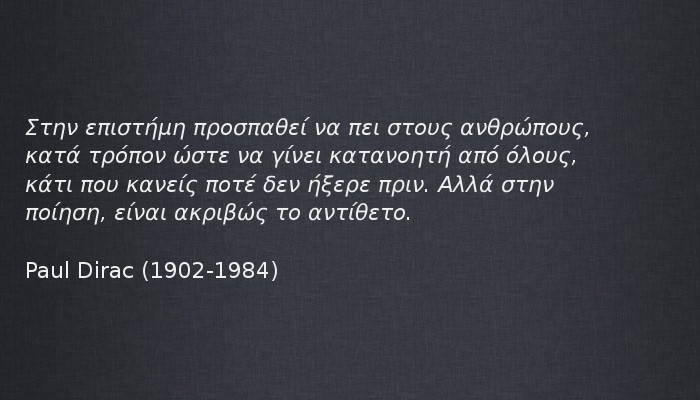 Στην επιστήμη προσπαθεί να πει στους ανθρώπους,
κατά τρόπον ώστε να γίνει κατανοητή από όλους,
κάτι που κανείς ποτέ δεν ήξερε πριν. Αλλά στην
ποίηση, είναι ακριβώς το αντίθετο.
Paul Dirac (1902-1984)